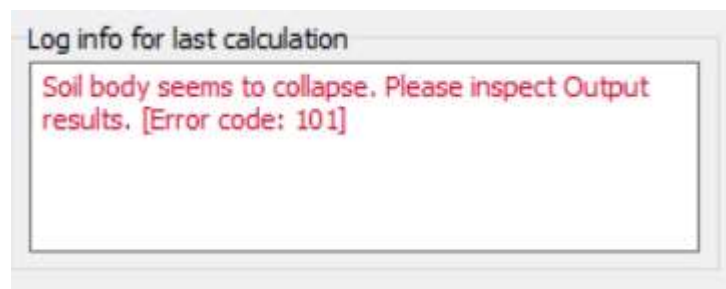 Log info for last calculation
Soil body seems to collapse. Please inspect Output
results. [Error code: 101]